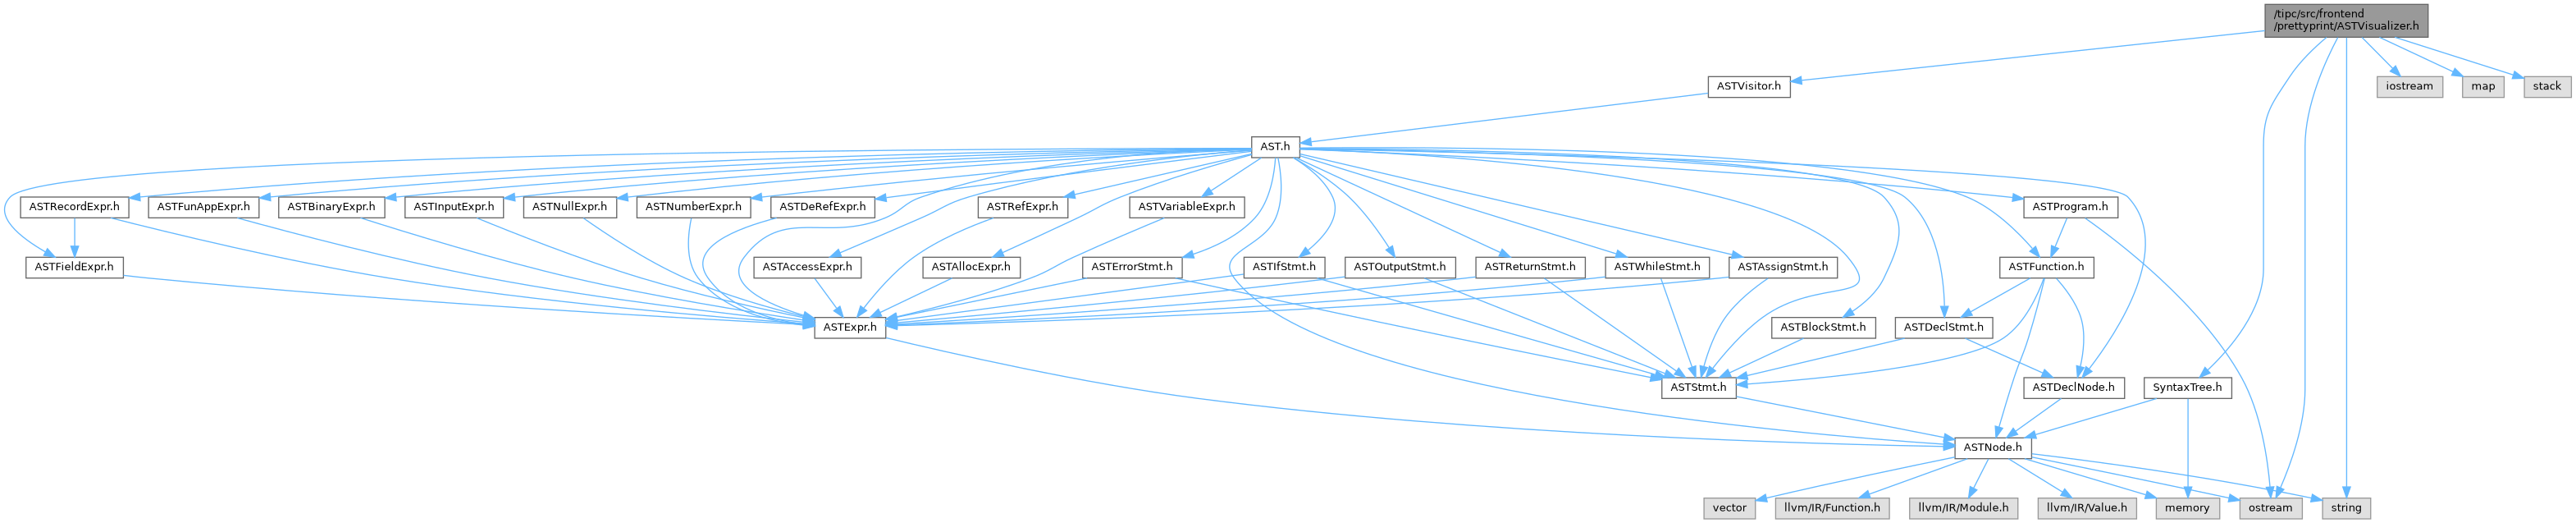 /tipc/src/frontend
/prettyprint/ASTVisualizer.h
ASTVisitor.h
iostream
map
stack
AST.h
ASTRecordExpr.h
ASTFunAppExpr.h
ASTBinaryExpr.h
ASTInputExpr.h
ASTNullExpr.h
ASTNumberExpr.h
ASTDeRefExpr.h
ASTRefExpr.h
ASTVariableExpr.h
ASTProgram.h
ASTFieldExpr.h
ASTAccessExpr.h
ASTAllocExpr.h
ASTErrorStmt.h
ASTIfStmt.h
ASTOutputStmt.h
ASTReturnStmt.h
ASTWhileStmt.h
ASTAssignStmt.h
ASTFunction.h
ASTExpr.h
ASTBlockStmt.h
ASTDeclStmt.h
ASTStmt.h
ASTDeclNode.h
SyntaxTree.h
ASTNode.h
vector
llvm/IR/Function.h
llvm/IR/Module.h
llvm/IR/Value.h
memory
ostream
string